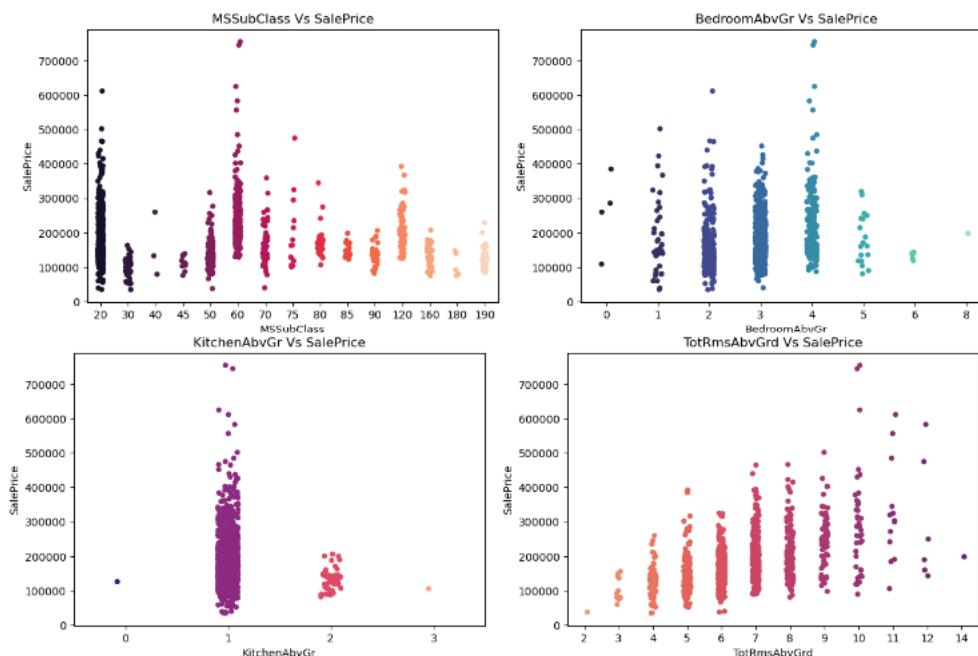 MSSubClass Vs SalePrice
SalePrice
700000
600000
500000
400000
300000
200000
100000
0
20 30 40 45 50 60 70 75 80 85 90 120 160 180 190
MSSubClass
BedroomAbvGr Vs SalePrice
SalePrice
700000
600000
500000
400000
300000
200000
100000
0
0 1 2 3 4 5 6 8
BedroomAbvGr
KitchenAbvGr Vs SalePrice
SalePrice
700000
600000
500000
400000
300000
200000
100000
0
0 1 2 3
KitchenAbvGr
TotRmsAbvGrd Vs SalePrice
SalePrice
700000
600000
500000
400000
300000
200000
100000
0
2 3 4 5 6 7 8 9 10 11 12 14
TotRmsAbvGrd